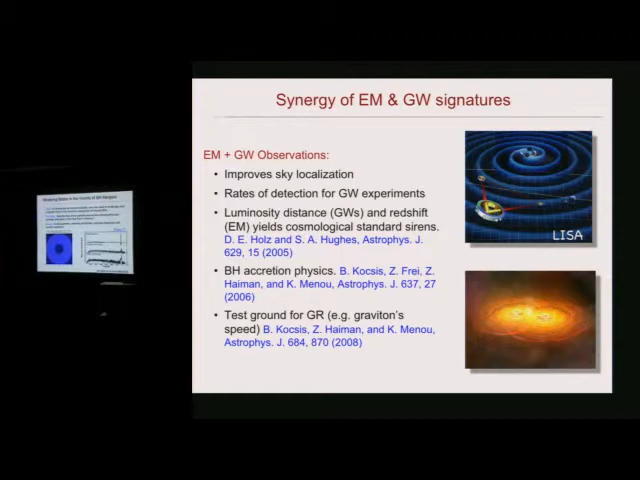 Synergy of EM & GW signatures
EM + GW Observations:
• Improves sky localization
• Rates of detection for GW experiments
• Luminosity distance (GWs) and redshift
(EM) yields cosmological standard sirens.
D. E. Holz and S. A. Hughes, Astrophys. J.
629, 15 (2005)
• BH accretion physics. B. Kocsis, Z. Frei, Z.
Haiman, and K. Menou, Astrophys. J. 637, 27
(2006)
• Test ground for GR (e.g. graviton's
speed) B. Kocsis, Z. Haiman, and K. Menou,
Astrophys. J. 684, 870 (2008)
LISA